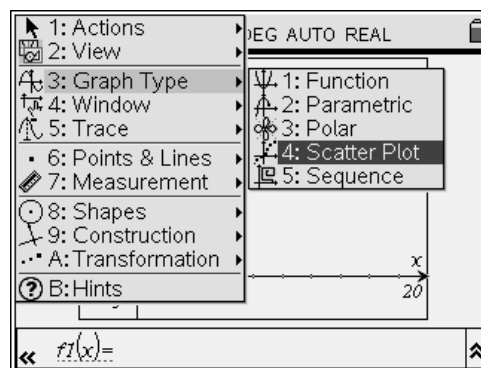 1: Actions
2: View
3: Graph Type
4: Window
5: Trace
6: Points & Lines
7: Measurement
8: Shapes
9: Construction
A: Transformation
B: Hints
DEG AUTO REAL
1: Function
2: Parametric
3: Polar
4: Scatter Plot
5: Sequence
x
20
f1(x)=